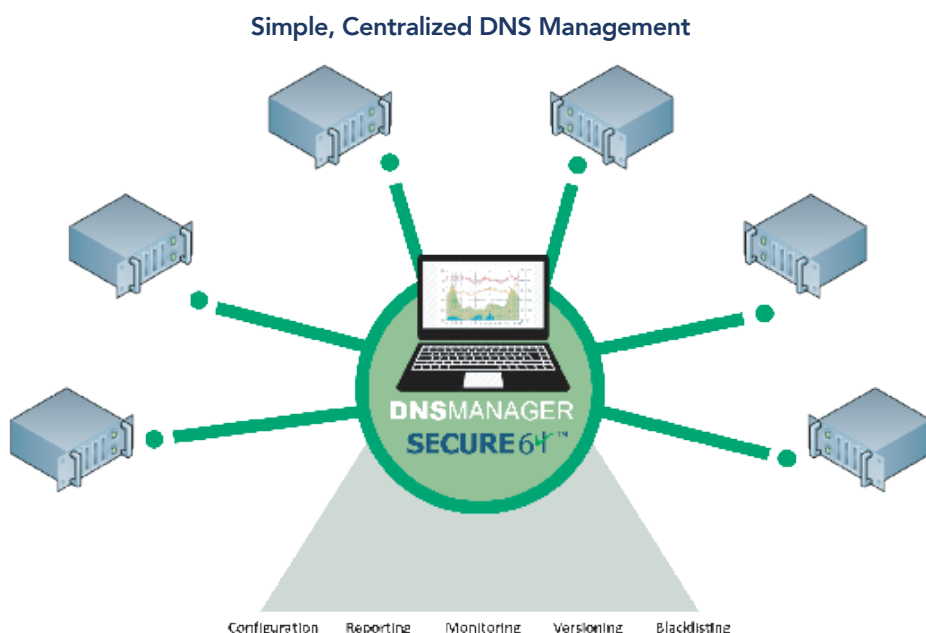 Simple, Centralized DNS Management
DNSMANAGER
SECURE64™
Configuration Reporting Monitoring Versioning Blacklisting